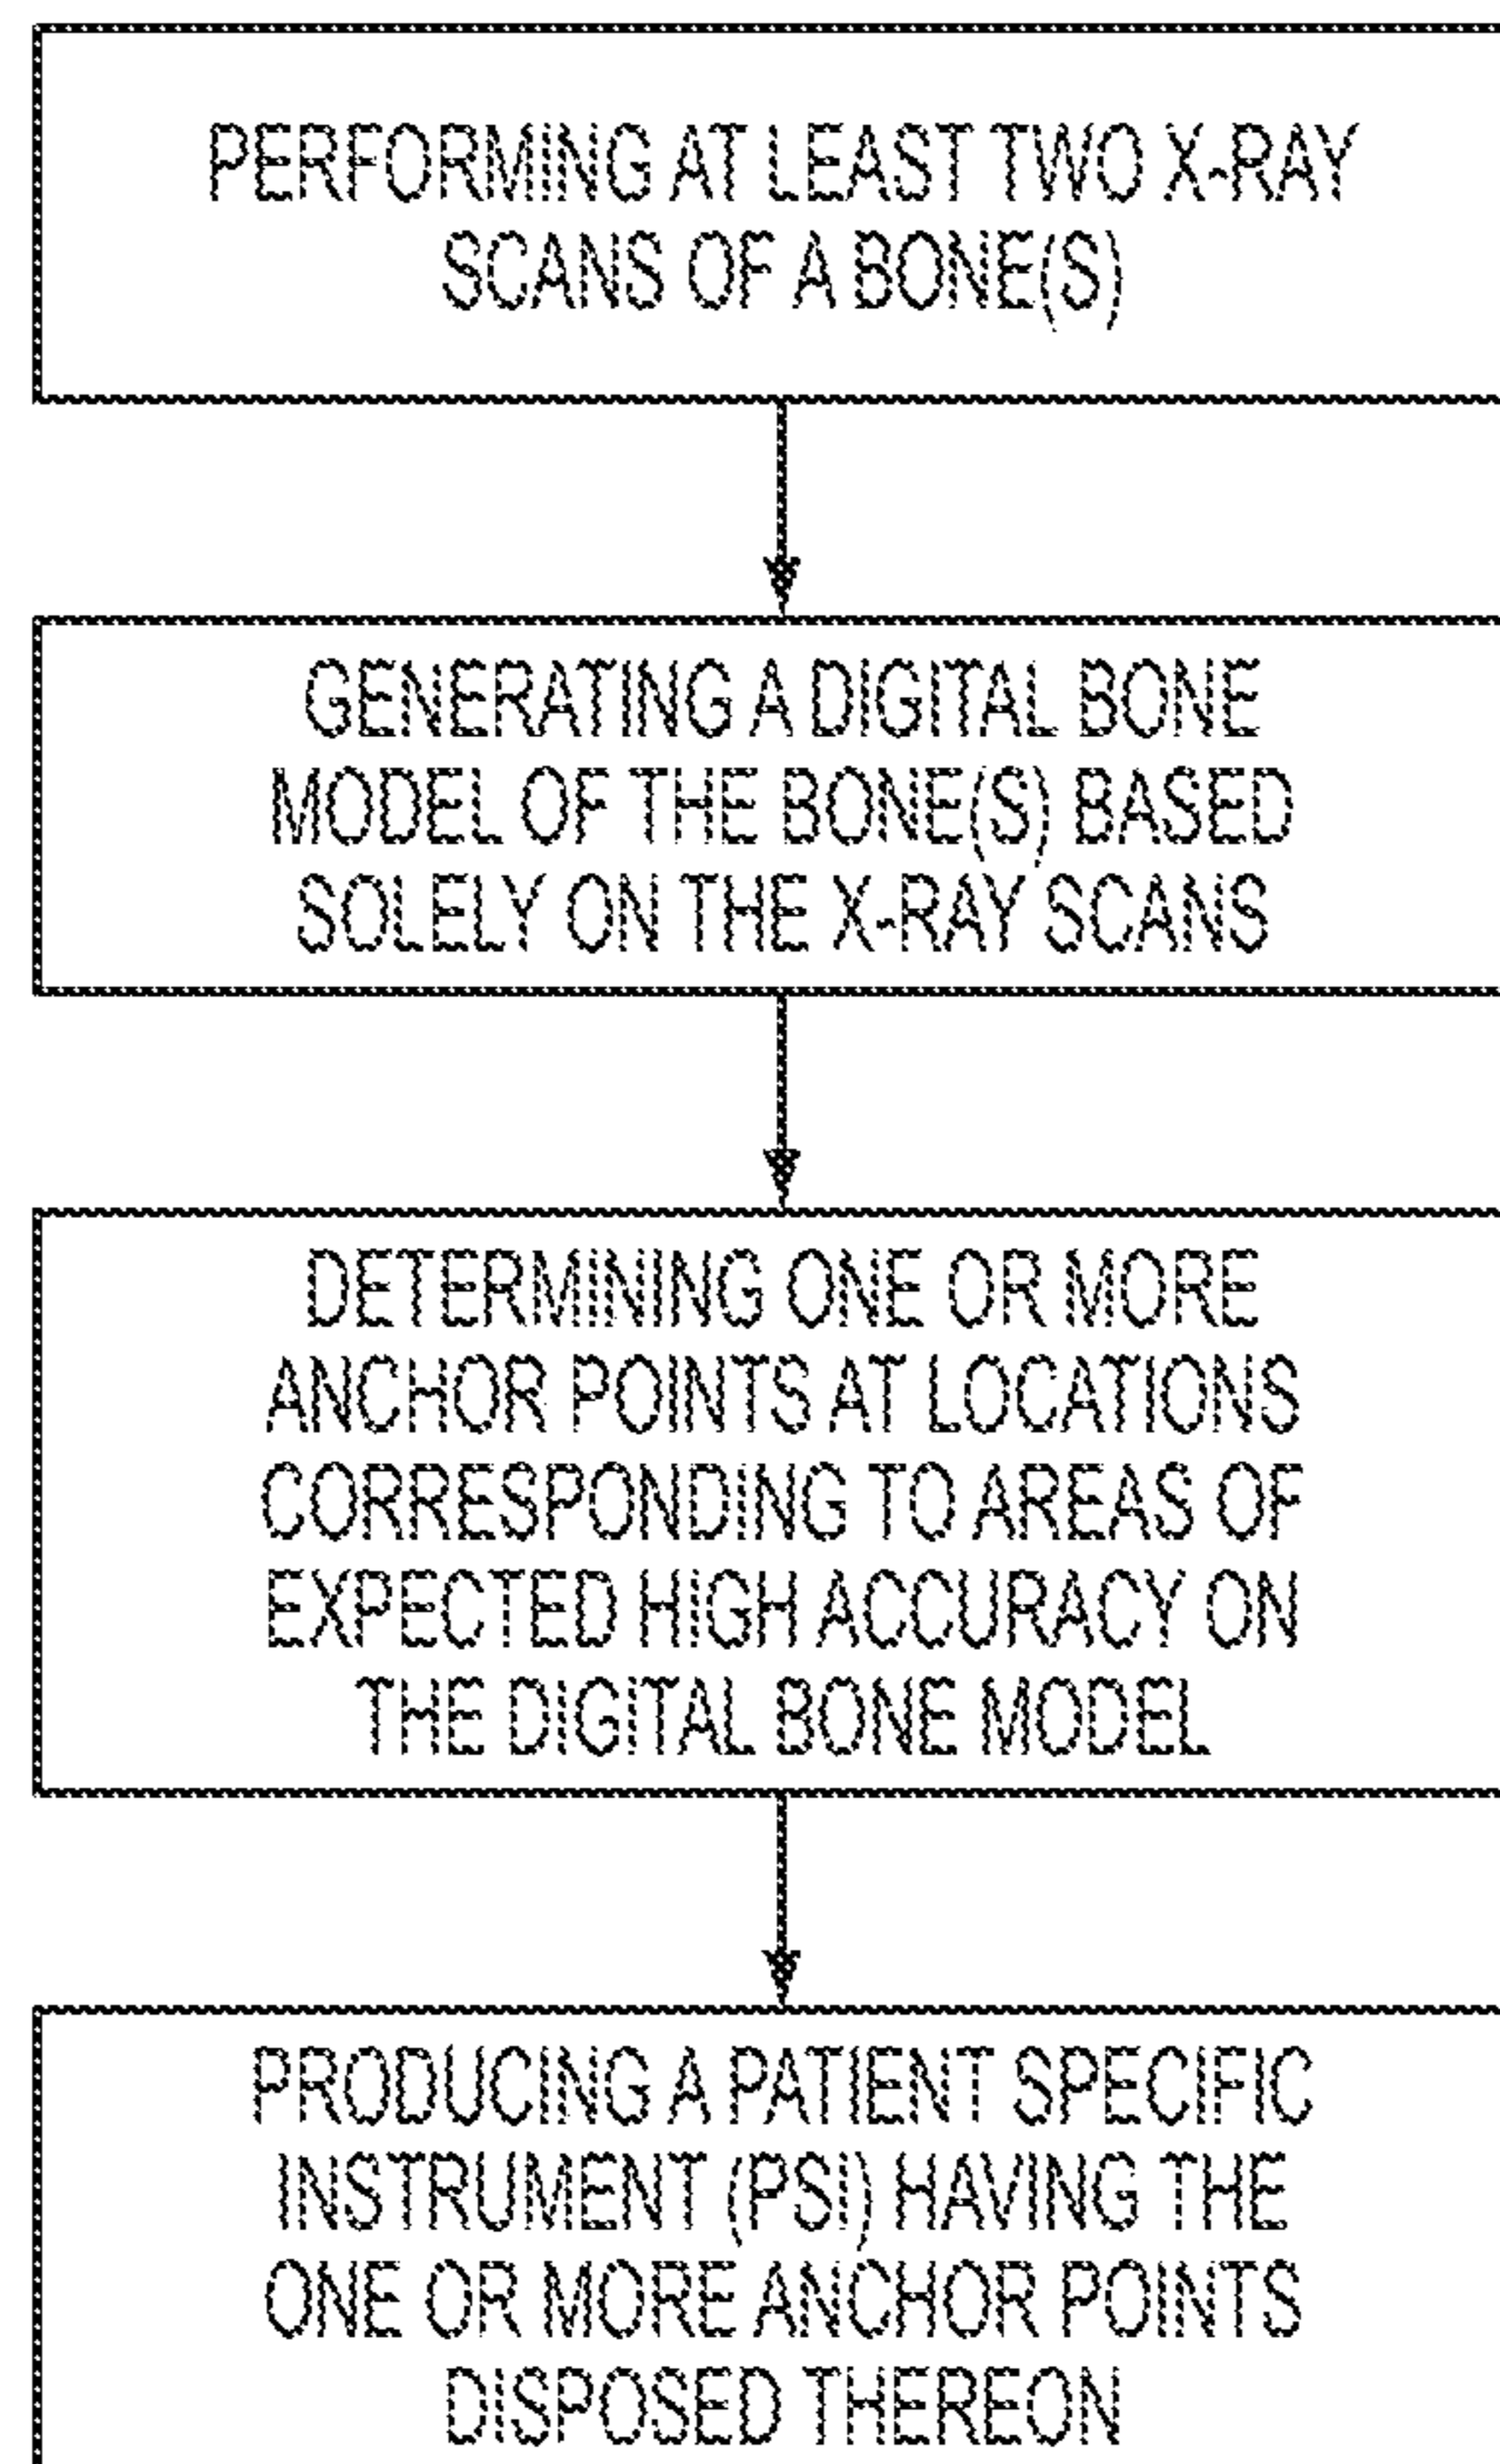 PERFORMING AT LEAST TWO X-RAY
SCANS OF A BONE(S)
GENERATING A DIGITAL BONE
MODEL OF THE BONE(S) BASED
SOLELY ON THE X-RAY SCANS
DETERMINING ONE OR MORE
ANCHOR POINTS AT LOCATIONS
CORRESPONDING TO AREAS OF
EXPECTED HIGH ACCURACY ON
THE DIGITAL BONE MODEL
PRODUCING A PATIENT SPECIFIC
INSTRUMENT (PSI) HAVING THE
ONE OR MORE ANCHOR POINTS
DISPOSED THEREON